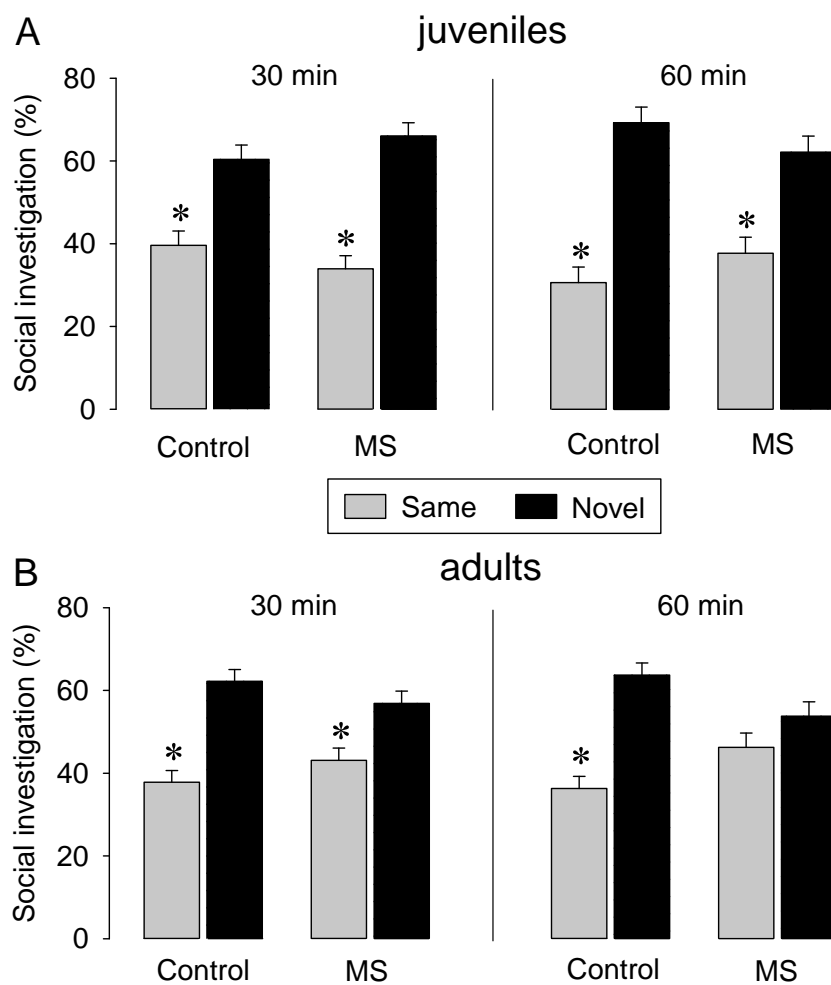 A juveniles
30 min 60 min
Social investigation (%)
80
60
40
20
0
* * * *
Control MS Control MS
Same Novel
B adults
30 min 60 min
Social investigation (%)
80
60
40
20
0
* * *
Control MS Control MS